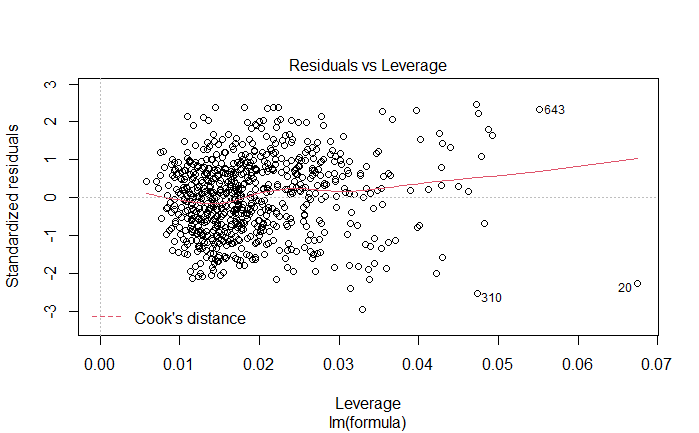 Residuals vs Leverage
Standardized residuals
3
2
1
0
-1
-2
-3
643
310
20
Cook's distance
0.00 0.01 0.02 0.03 0.04 0.05 0.06 0.07
Leverage
lm(formula)